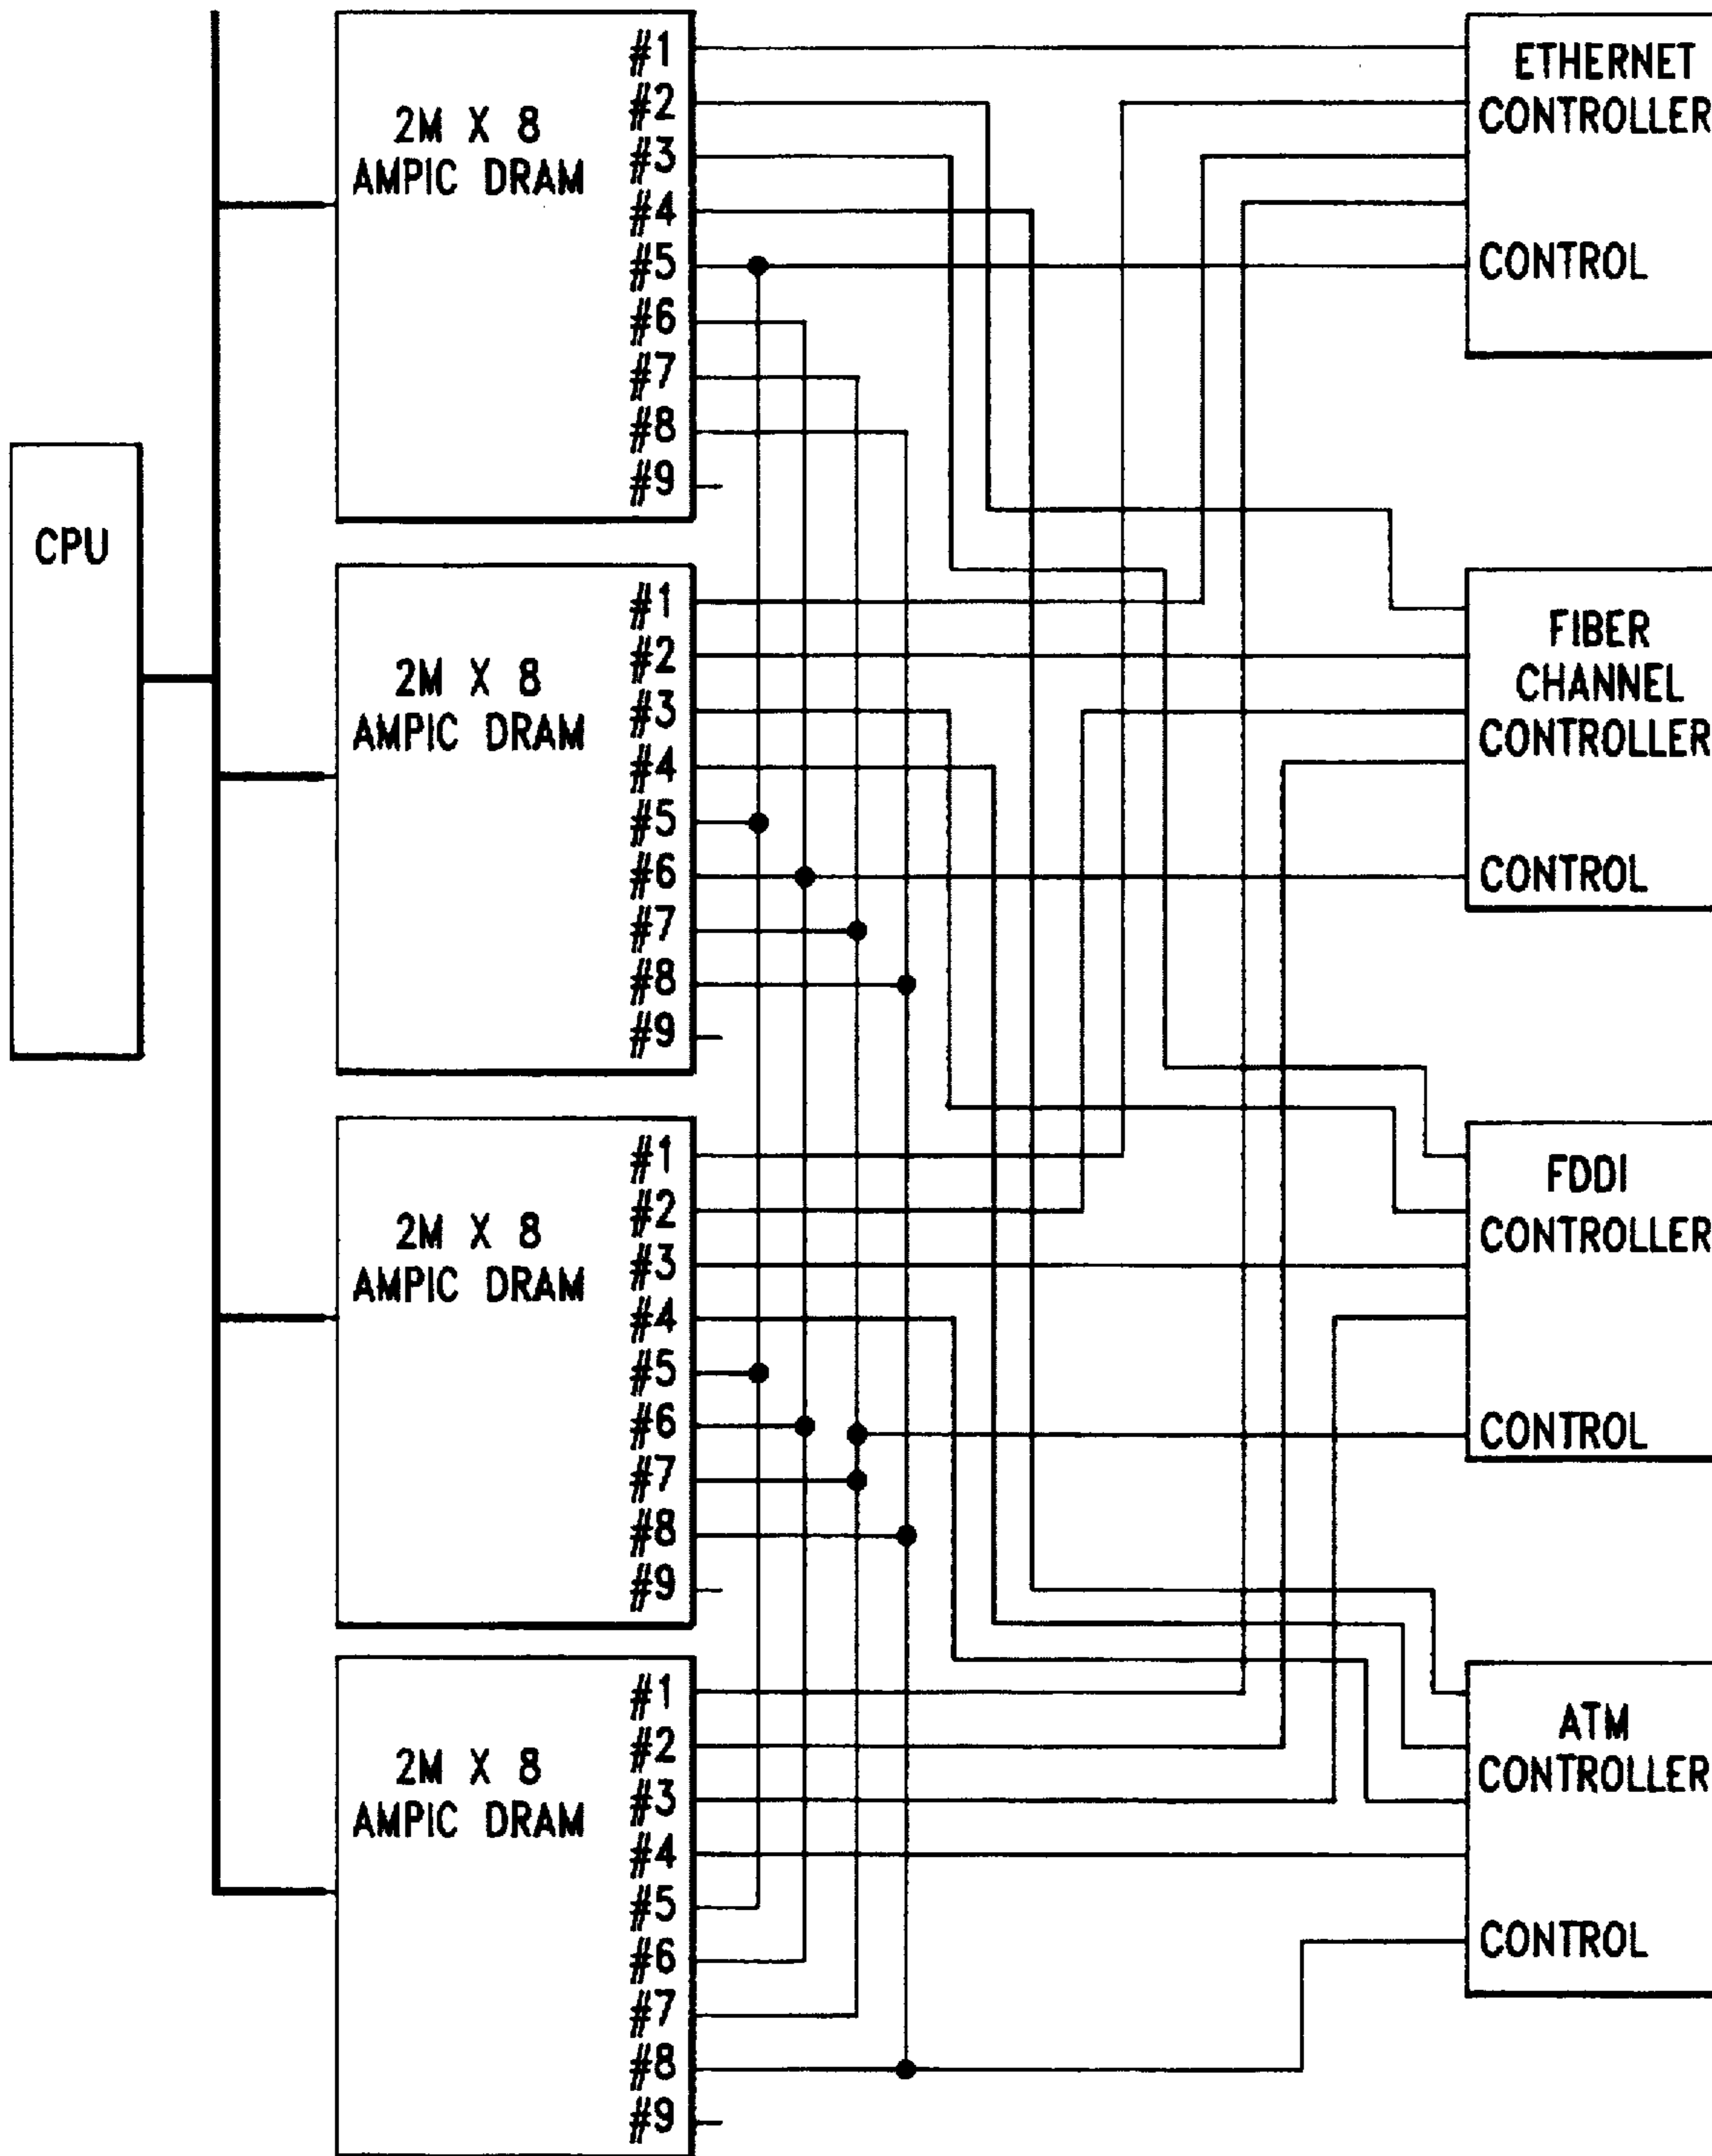 CPU
2M X 8
AMPIC DRAM
#1
#2
#3
#4
#5
#6
#7
#8
#9
2M X 8
AMPIC DRAM
#1
#2
#3
#4
#5
#6
#7
#8
#9
2M X 8
AMPIC DRAM
#1
#2
#3
#4
#5
#6
#7
#8
#9
2M X 8
AMPIC DRAM
#1
#2
#3
#4
#5
#6
#7
#8
#9
ETHERNET
CONTROLLER
CONTROL
FIBER
CHANNEL
CONTROLLER
CONTROL
FDDI
CONTROLLER
CONTROL
ATM
CONTROLLER
CONTROL